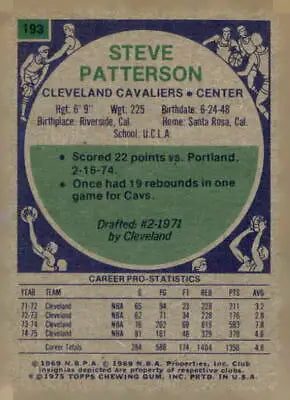 193
STEVE
PATTERSON
CLEVELAND CAVALIERS • CENTER
Hgt. 6' 9" Wgt. 225 Birthdate: 6-24-48
Birthplace: Riverside, Cal. Home: Santa Rosa, Cal.
School: U.C.L.A.
• Scored 22 points vs. Portland.
2-16-74.
• Once had 19 rebounds in one
game for Cavs.
Drafted: #2-1971
by Cleveland
CAREER PRO-STATISTICS
YEAR TEAM G FG FT REB PTS AVG
71-72 Cleveland NBA 65 94 23 211 3.2
72-73 Cleveland NBA 62 71 34 228 176 2.8
73-74 Cleveland NBA 76 262 69 583 7.8
74-75 Cleveland NBA 81 161 48 329 4.6
Career Totals 284 588 174 1404 1350 4.8
© 1969 N.B.P.A. © 1969 N.B.A. Properties, Inc. Club
insignias depicted are property of respective clubs.
© 1975 TOPPS CHEWING GUM, INC. PRTD. IN U.S.A.